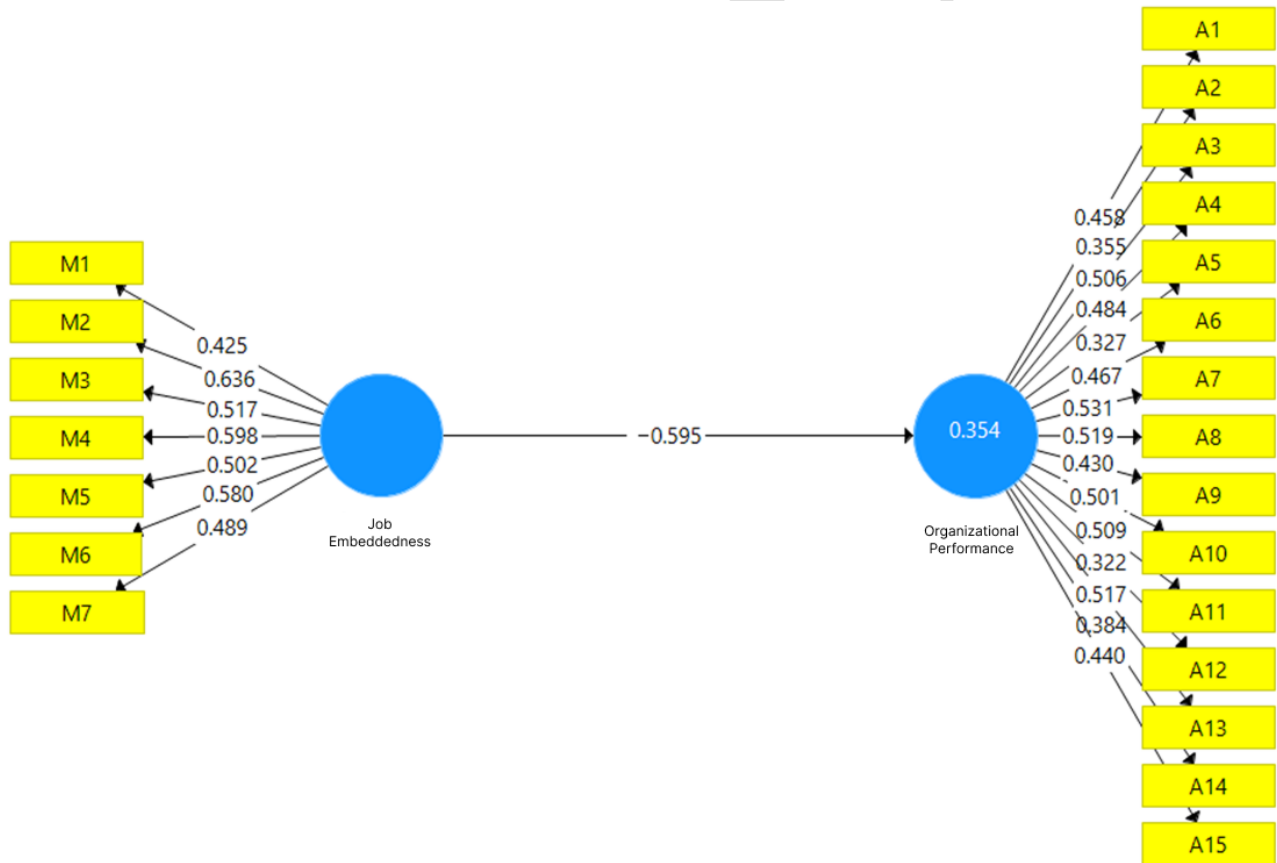 M1
M2
M3
M4
M5
M6
M7
0.425
0.636
0.517
0.598
0.502
0.580
0.489
Job
Embeddedness
−0.595
0.354
Organizational
Performance
0.458
0.355
0.506
0.484
0.327
0.467
0.531
0.519
0.430
0.501
0.509
0.322
0.517
0.384
0.440
A1
A2
A3
A4
A5
A6
A7
A8
A9
A10
A11
A12
A13
A14
A15